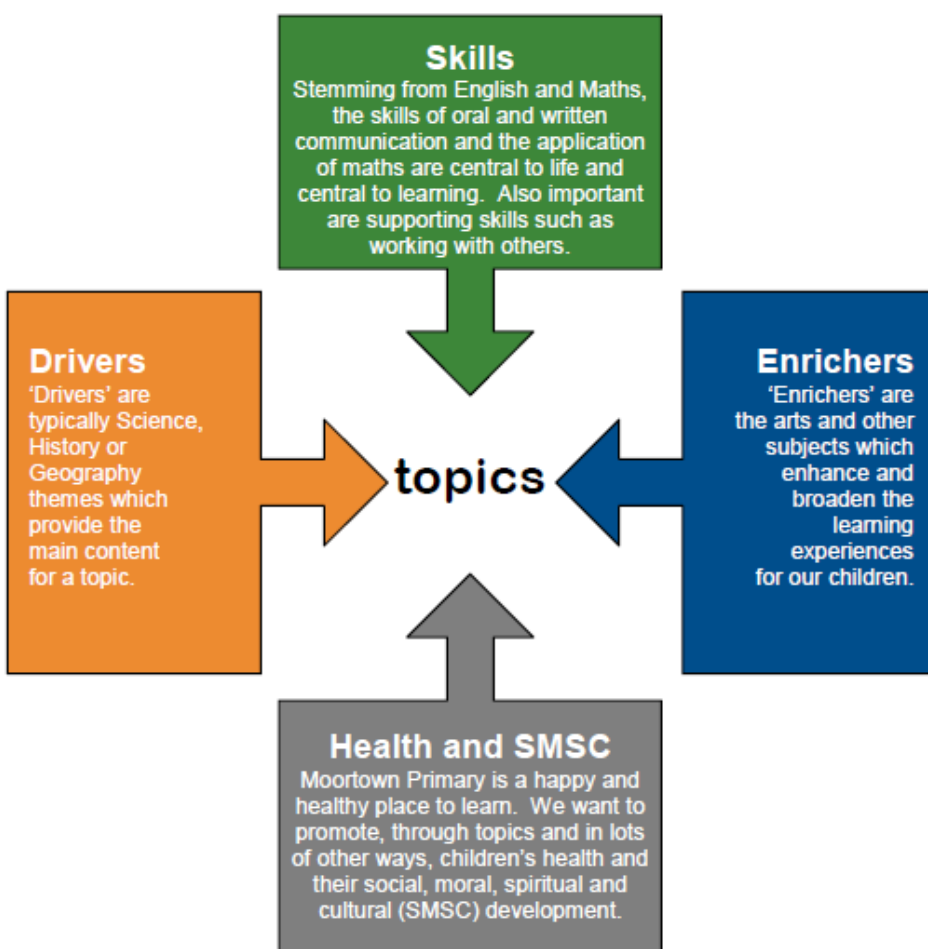 Skills
Stemming from English and Maths,
the skills of oral and written
communication and the application
of maths are central to life and
central to learning.  Also important
are supporting skills such as
working with others.
Drivers
‘Drivers’ are
typically Science,
History or
Geography
themes which
provide the
main content
for a topic.
topics
Enrichers
‘Enrichers’ are
the arts and other
subjects which
enhance and
broaden the
learning
experiences
for our children.
Health and SMSC
Moortown Primary is a happy and
healthy place to learn.  We want to
promote, through topics and in lots
of other ways, children’s health and
their social, moral, spiritual and
cultural (SMSC) development.